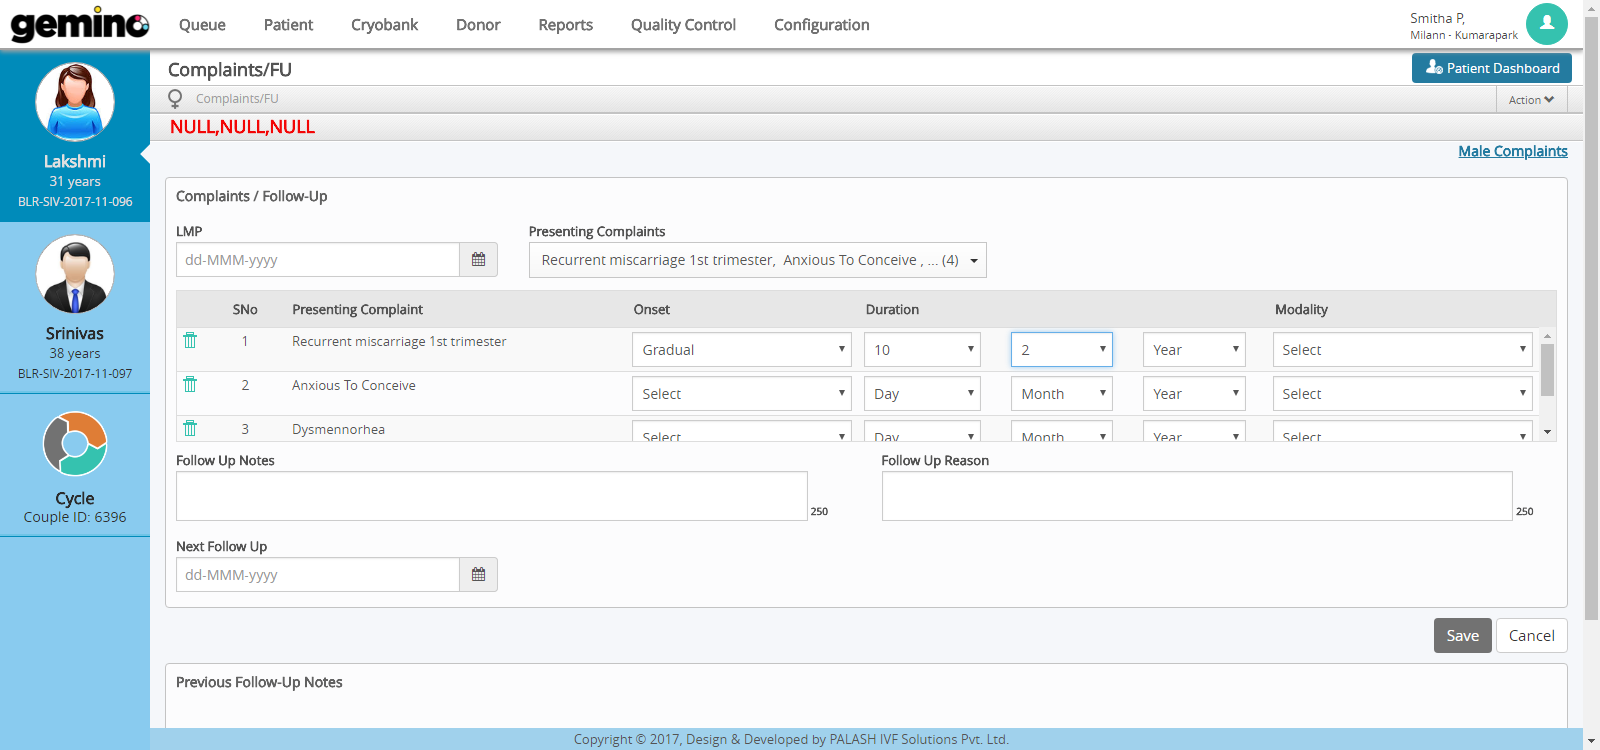 gemino Queue Patient Cryobank Donor Reports Quality Control Configuration Smitha P,
Milann - Kumarapark
Complaints/FU Patient Dashboard
Complaints/FU Action
NULL,NULL,NULL
Male Complaints
Lakshmi
31 years
BLR-SIV-2017-11-096
Srinivas
38 years
BLR-SIV-2017-11-097
Cycle
Couple ID: 6396
Complaints / Follow-Up
LMP Presenting Complaints
dd-MMM-yyyy Recurrent miscarriage 1st trimester, Anxious To Conceive , ... (4)
SNo Presenting Complaint Onset Duration Modality
1 Recurrent miscarriage 1st trimester Gradual 10 2 Year Select
2 Anxious To Conceive Select Day Month Year Select
3 Dysmennorhea Select Day Month Year Select
Follow Up Notes Follow Up Reason
250 250
Next Follow Up
dd-MMM-yyyy
Save Cancel
Previous Follow-Up Notes
Copyright © 2017, Design & Developed by PALASH IVF Solutions Pvt. Ltd.